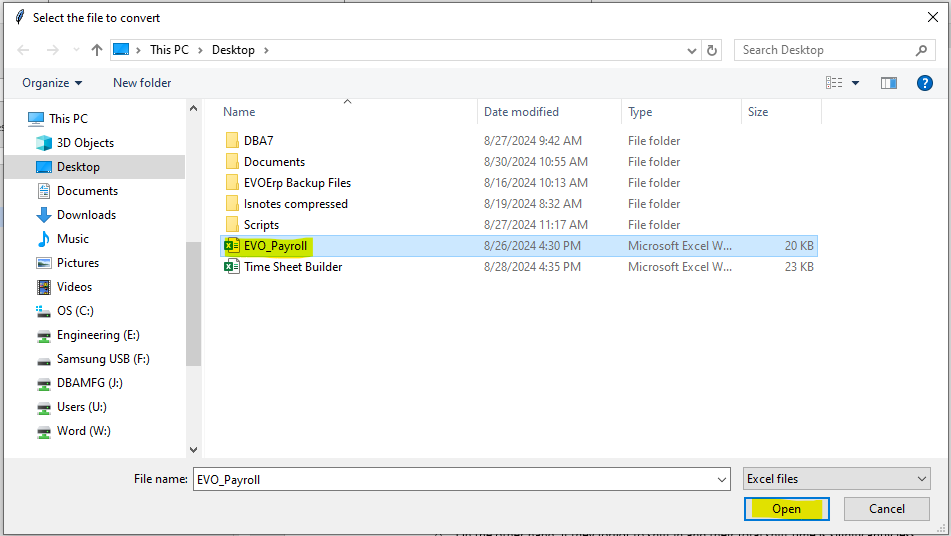 Select the file to convert
This PC > Desktop >
Search Desktop
Organize New folder
Name Date modified Type Size
This PC
3D Objects
Desktop
Documents
Downloads
Music
Pictures
Videos
OS (C:)
Engineering (E:)
Samsung USB (F:)
DBAMFG (J:)
Users (U:)
Word (W:)
DBA7 8/27/2024 9:42 AM File folder
Documents 8/30/2024 10:55 AM File folder
EVOErp Backup Files 8/16/2024 10:13 AM File folder
Isnotes compressed 8/19/2024 8:32 AM File folder
Scripts 8/27/2024 11:17 AM File folder
EVO_Payroll 8/26/2024 4:30 PM Microsoft Excel W... 20 KB
Time Sheet Builder 8/28/2024 4:35 PM Microsoft Excel W... 23 KB
File name: EVO_Payroll Excel files
Open Cancel